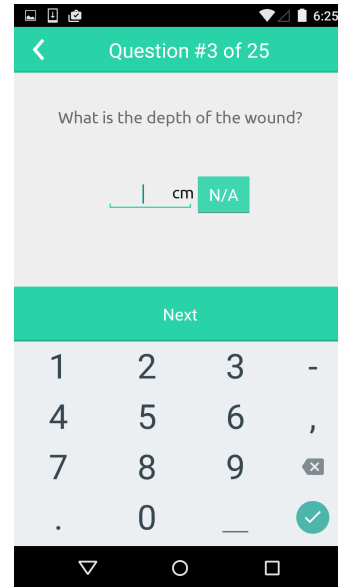 6:25
Question #3 of 25
What is the depth of the wound?
cm N/A
Next
1 2 3 -
4 5 6 ,
7 8 9
. 0 _